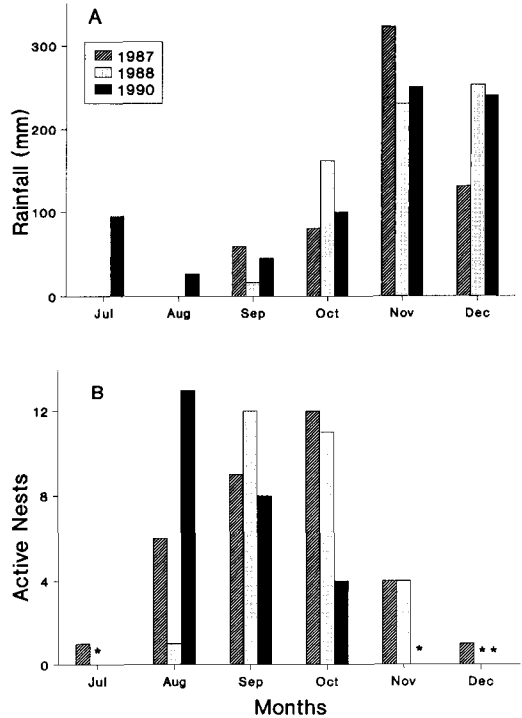 A
1987
1988
1990
Rainfall (mm)
300
200
100
0
Jul Aug Sep Oct Nov Dec
B
Active Nests
12
8
4
0
* * * *
Jul Aug Sep Oct Nov Dec
Months